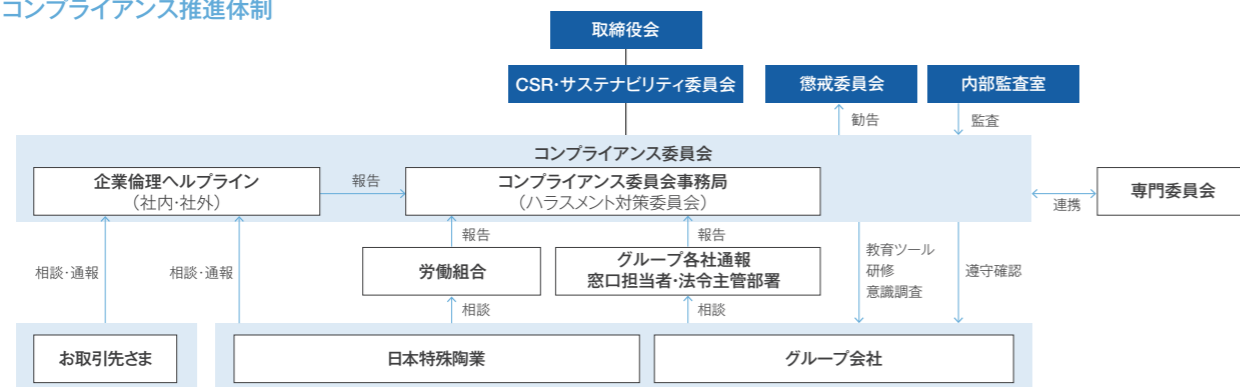 コンプライアンス推進体制
取締役会
CSR・サステナビリティ委員会
懲戒委員会
内部監査室
勧告
監査
コンプライアンス委員会
企業倫理ヘルプライン
（社内・社外）
報告
コンプライアンス委員会事務局
（ハラスメント対策委員会）
連携
専門委員会
相談・通報
相談・通報
報告
労働組合
相談
報告
グループ各社通報
窓口担当者・法令主管部署
相談
教育ツール
研修
意識調査
遵守確認
お取引先さま
日本特殊陶業
グループ会社